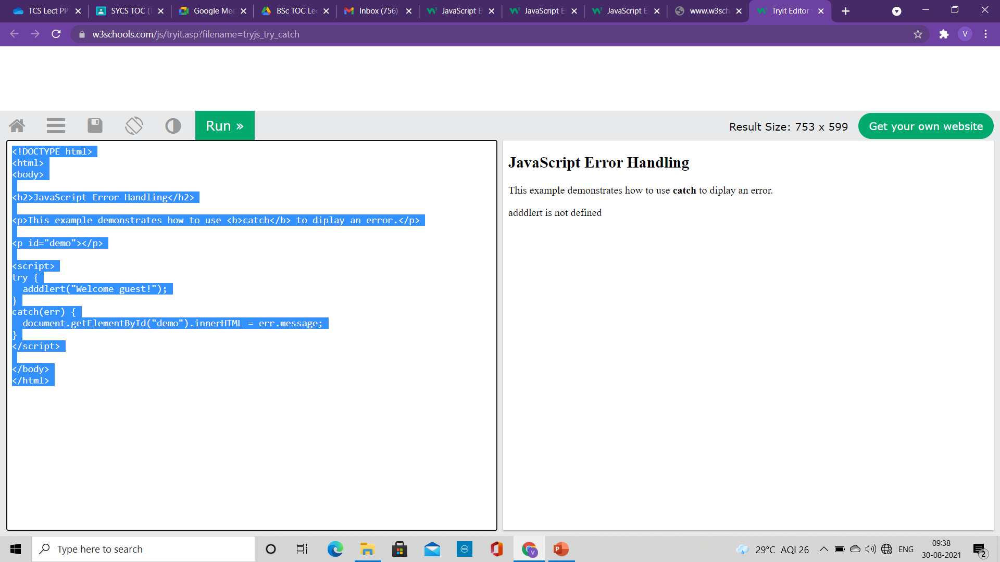 TCS Lect PP
SYCS TOC (T
Google Mee
BSc TOC Lec
Inbox (756)
JavaScript E
JavaScript E
JavaScript E
www.w3sch
Tryit Editor
w3schools.com/js/tryit.asp?filename=tryjs_try_catch
V
Run »
Result Size: 753 x 599
Get your own website
<!DOCTYPE html>
<html>
<body>
<h2>JavaScript Error Handling</h2>
<p>This example demonstrates how to use <b>catch</b> to diplay an error.</p>
<p id="demo"></p>
<script>
try {
adddlert("Welcome guest!");
}
catch(err) {
document.getElementById("demo").innerHTML = err.message;
}
</script>
</body>
</html>
JavaScript Error Handling
This example demonstrates how to use catch to diplay an error.
adddlert is not defined
Type here to search
DELL
V
P
29°C AQI 26
ENG
09:38
30-08-2021
2